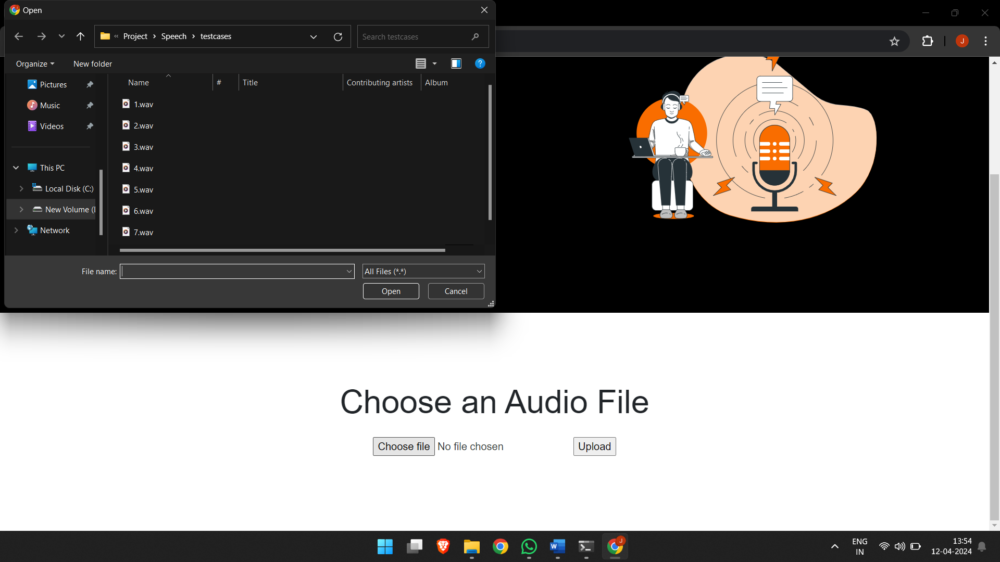 Open
« Project > Speech > testcases
Search testcases
Organize
New folder
Pictures
Music
Videos
This PC
Local Disk (C:)
New Volume (
Network
Name # Title Contributing artists Album
1.wav
2.wav
3.wav
4.wav
5.wav
6.wav
7.wav
File name:
All Files (*.*)
Open Cancel
J
Choose an Audio File
Choose file No file chosen Upload
W
J
ENG
IN
13:54
12-04-2024